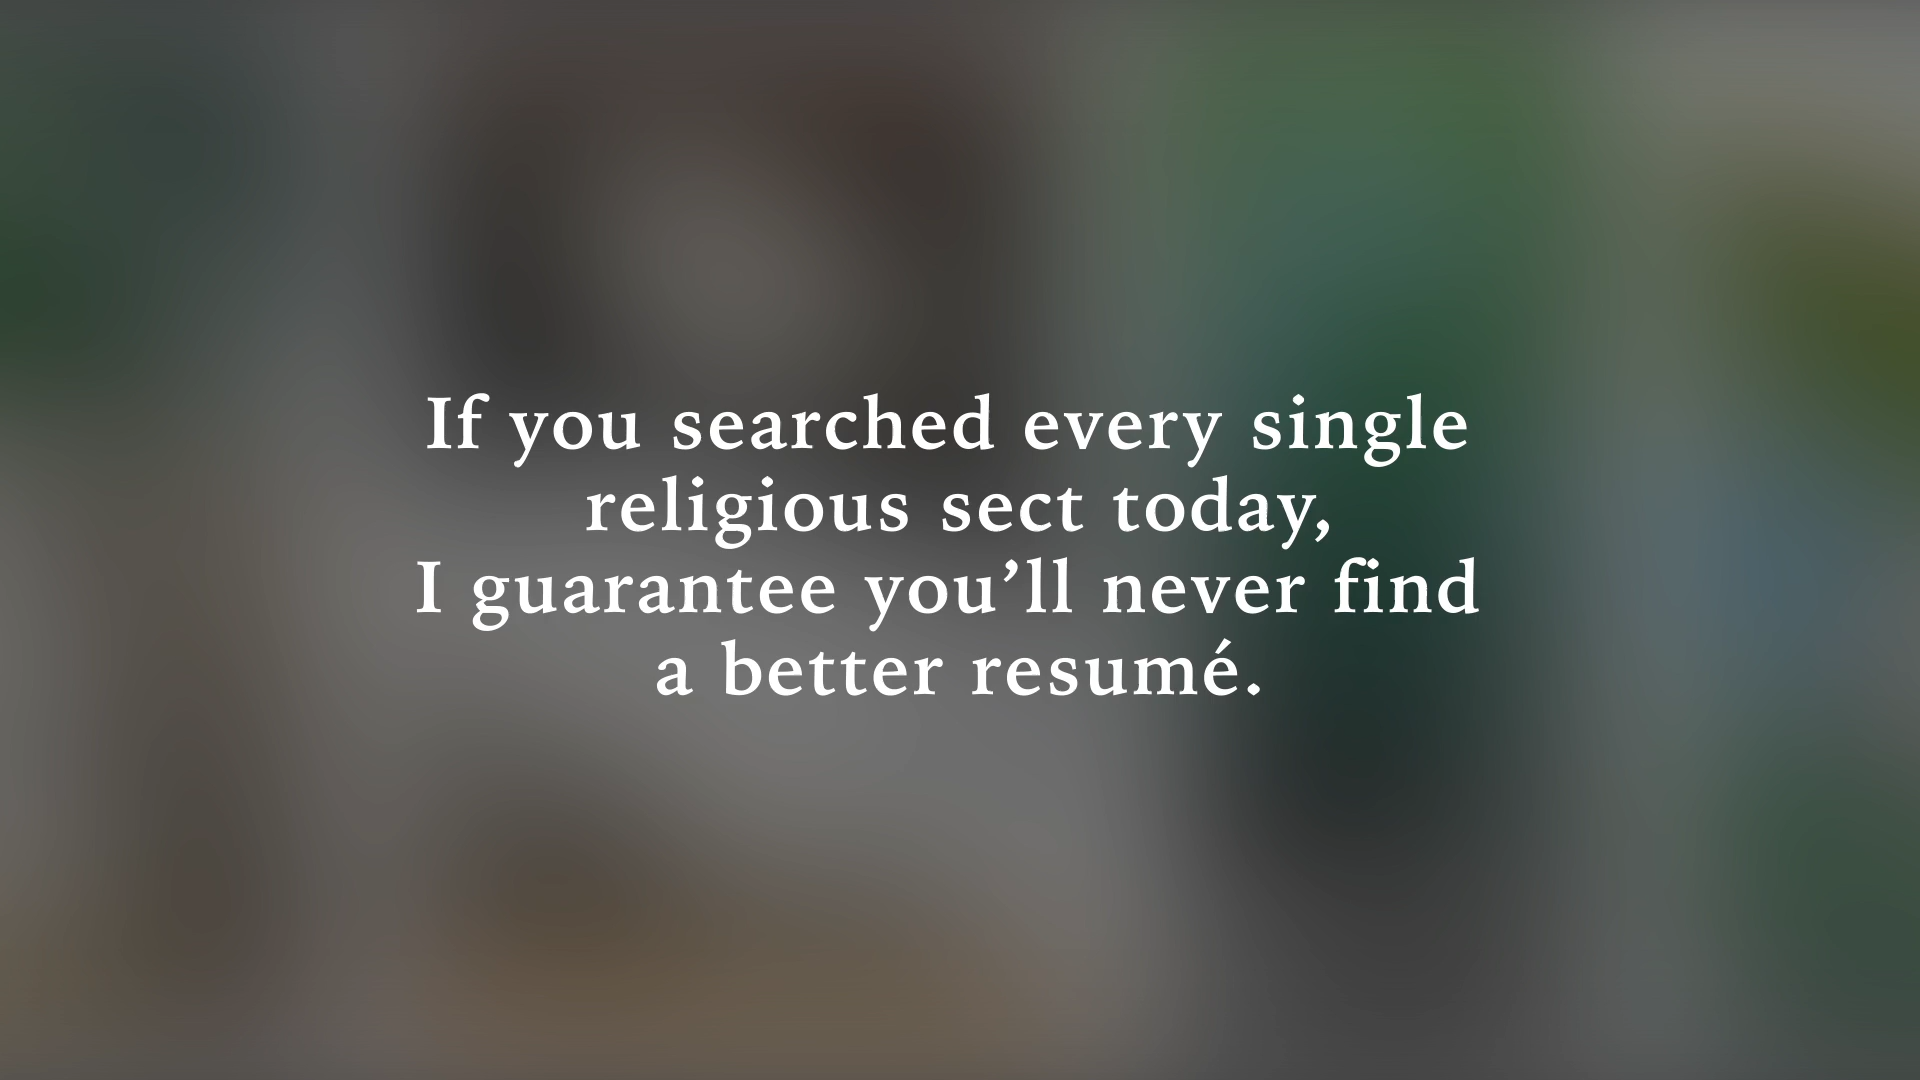 If you searched every single
religious sect today,
I guarantee you’ll never find
a better resumé.